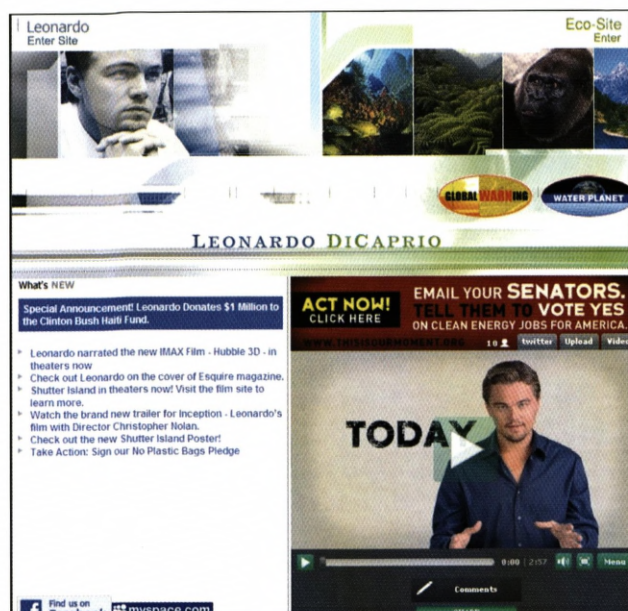 Leonardo
Enter Site
Eco-Site
Enter
GLOBAL WARNING
WATER PLANET
LEONARDO DICAPRIO
What's NEW
Special Announcement! Leonardo Donates $1 Million to
the Clinton Bush Haiti Fund.
Leonardo narrated the new IMAX Film - Hubble 3D - in
theaters now
Check out Leonardo on the cover of Esquire magazine.
Shutter Island in theaters now! Visit the film site to
learn more.
Watch the brand new trailer for Inception - Leonardo's
film with Director Christopher Nolan.
Check out the new Shutter Island Poster!
Take Action: Sign our No Plastic Bags Pledge
Find us on
myspace.com
ACT NOW!
CLICK HERE
EMAIL YOUR SENATORS.
TELL THEM TO VOTE YES
ON CLEAN ENERGY JOBS FOR AMERICA.
WWW.THISISOURMOMENT.ORG
10
twitter
Upload
Video
TODAY
0:00 | 2:57
Menu
Comments